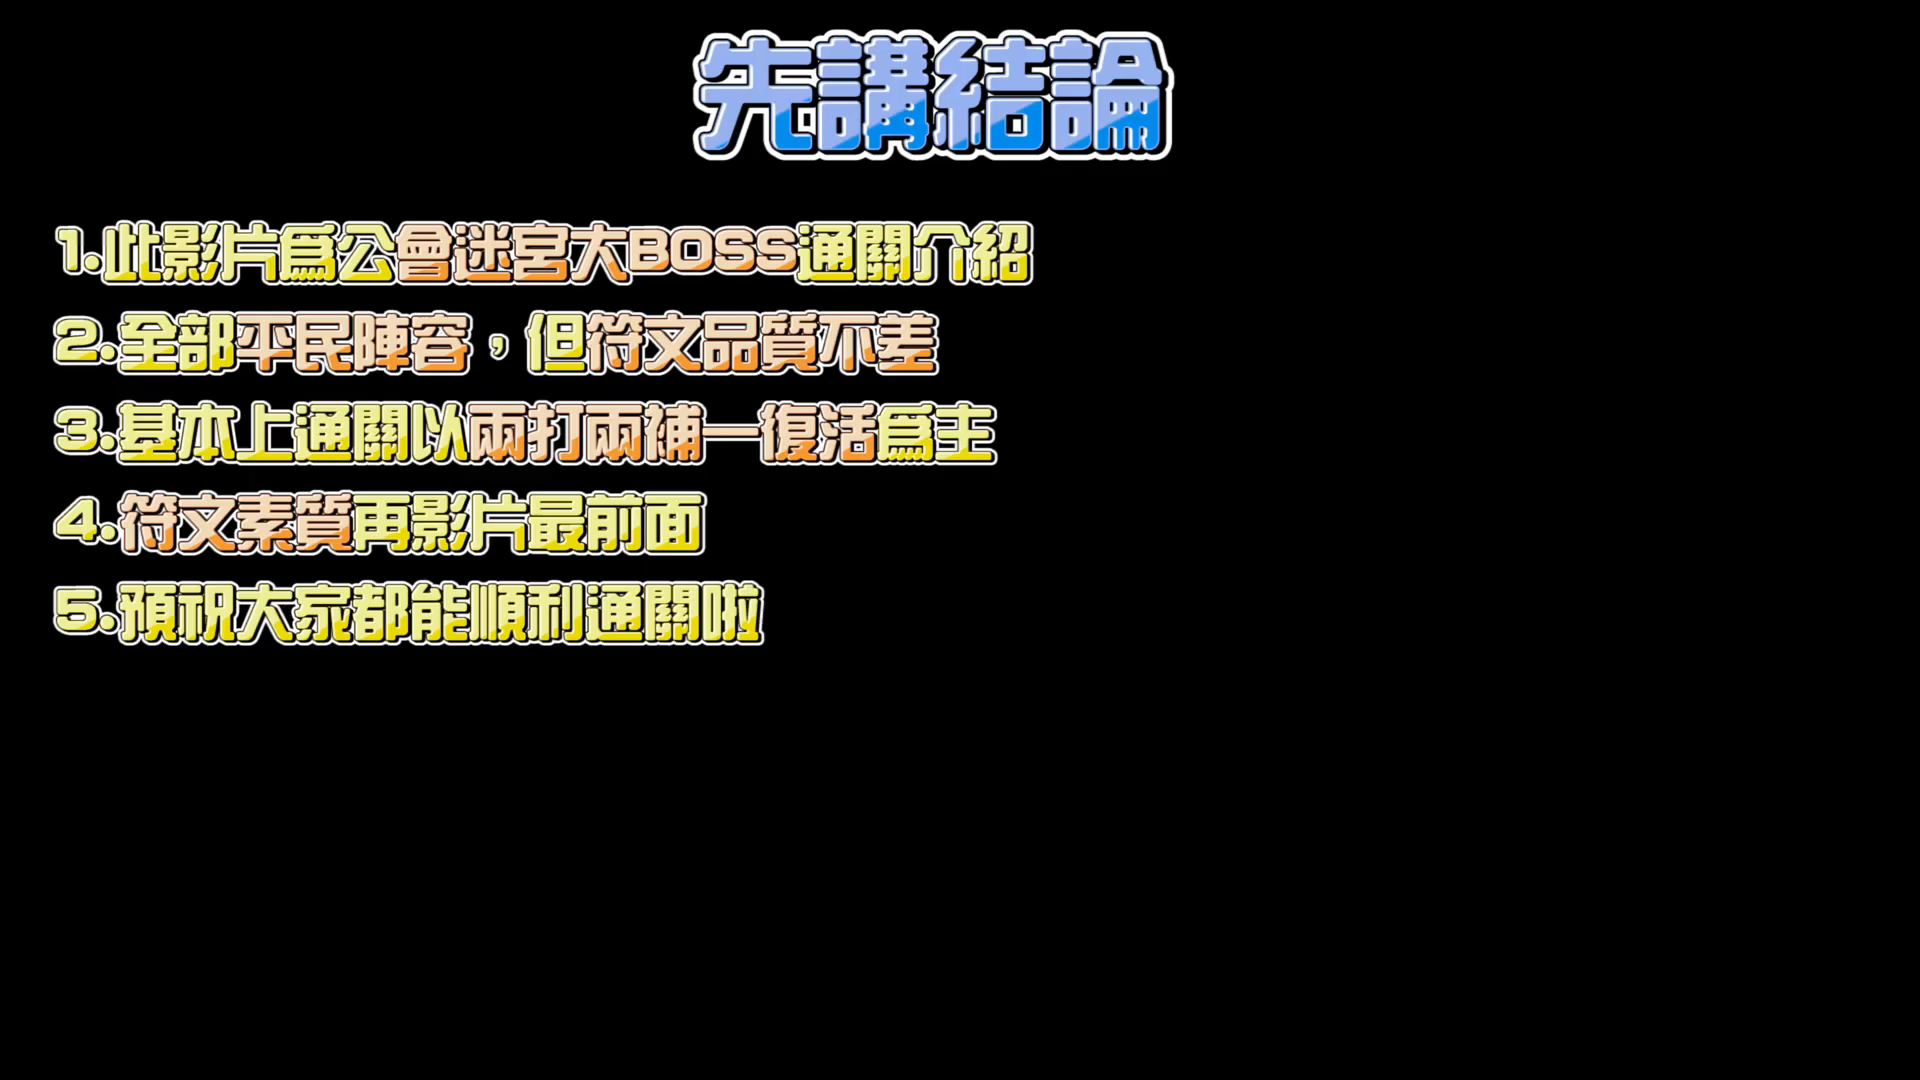 先講結論
1.此影片為公會迷宮大BOSS通關介紹
2.全部平民陣容，但符文品質不差
3.基本上通關以兩打兩補一復活為主
4.符文素質再影片最前面
5.預祝大家都能順利通關啦